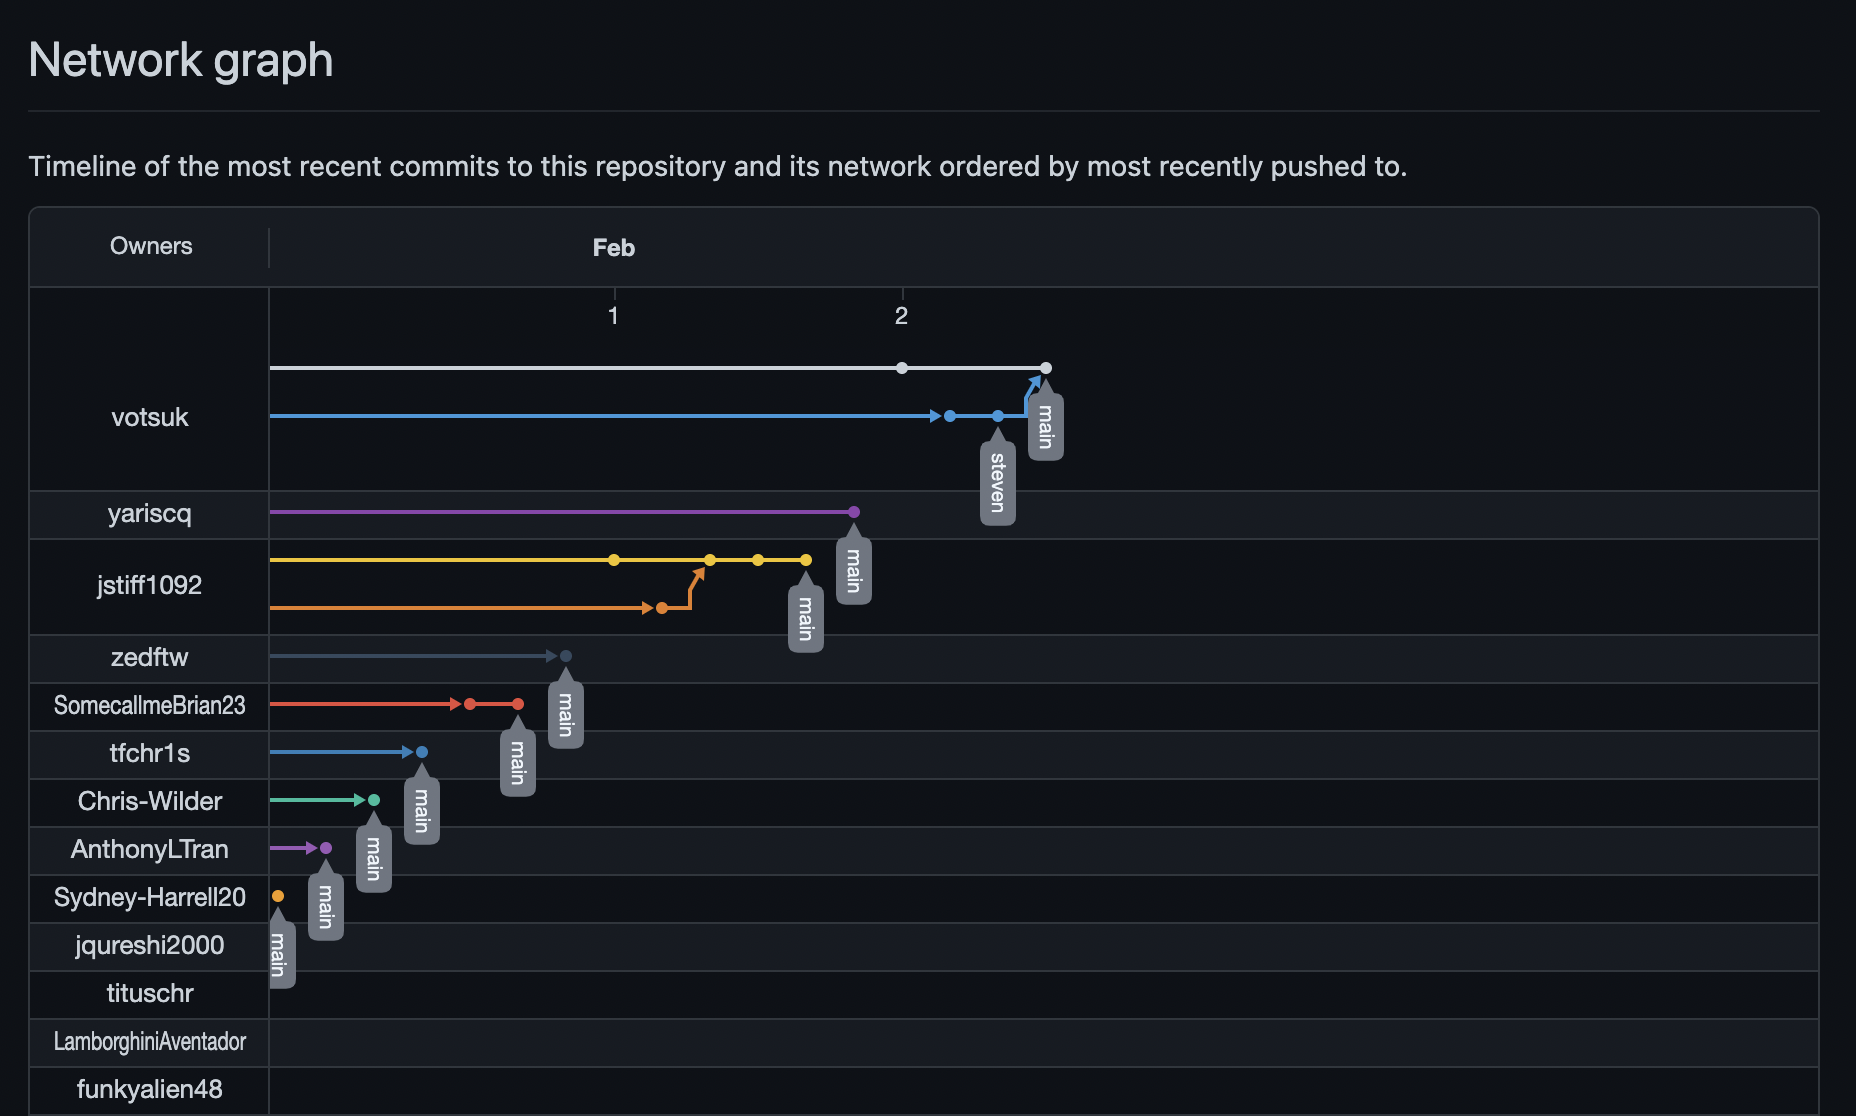 Network graph
Timeline of the most recent commits to this repository and its network ordered by most recently pushed to.
Owners
Feb
1
2
votsuk
main
steven
yariscq
main
jstiff1092
main
zedftw
main
SomecallmeBrian23
main
tfchr1s
main
Chris-Wilder
main
AnthonyLTran
main
Sydney-Harrell20
main
jqureshi2000
tituschr
LamborghiniAventador
funkyalien48